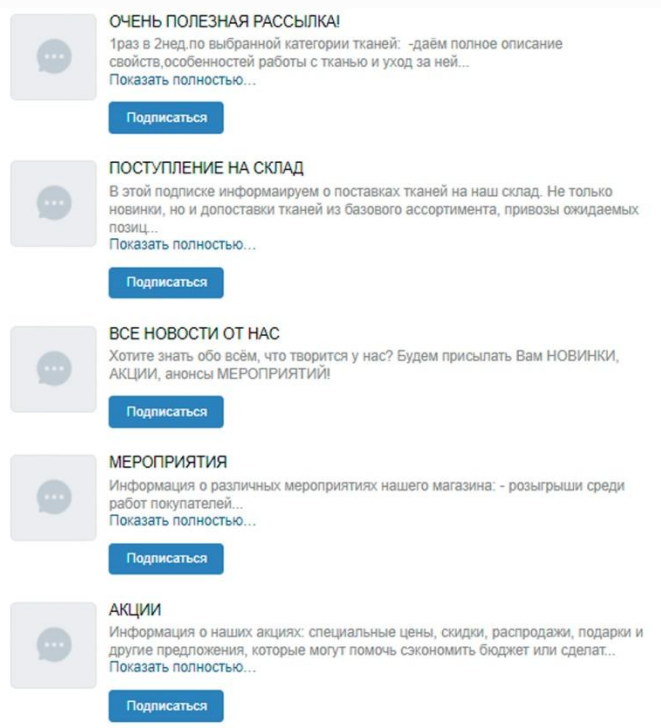 ОЧЕНЬ ПОЛЕЗНАЯ РАССЫЛКА!
1раз в 2нед.по выбранной категории тканей: -даём полное описание
свойств,особенностей работы с тканью и уход за ней...
Показать полностью...
Подписаться
ПОСТУПЛЕНИЕ НА СКЛАД
В этой подписке информаируем о поставках тканей на наш склад. Не только
новинки, но и допоставки тканей из базового ассортимента, привозы ожидаемых
позиц...
Показать полностью...
Подписаться
ВСЕ НОВОСТИ ОТ НАС
Хотите знать обо всём, что творится у нас? Будем присылать Вам НОВИНКИ,
АКЦИИ, анонсы МЕРОПРИЯТИЙ!
Подписаться
МЕРОПРИЯТИЯ
Информация о различных мероприятиях нашего магазина: - розыгрыши среди
работ покупателей...
Показать полностью...
Подписаться
АКЦИИ
Информация о наших акциях: специальные цены, скидки, распродажи, подарки и
другие предложения, которые могут помочь сэкономить бюджет или сделат...
Показать полностью...
Подписаться